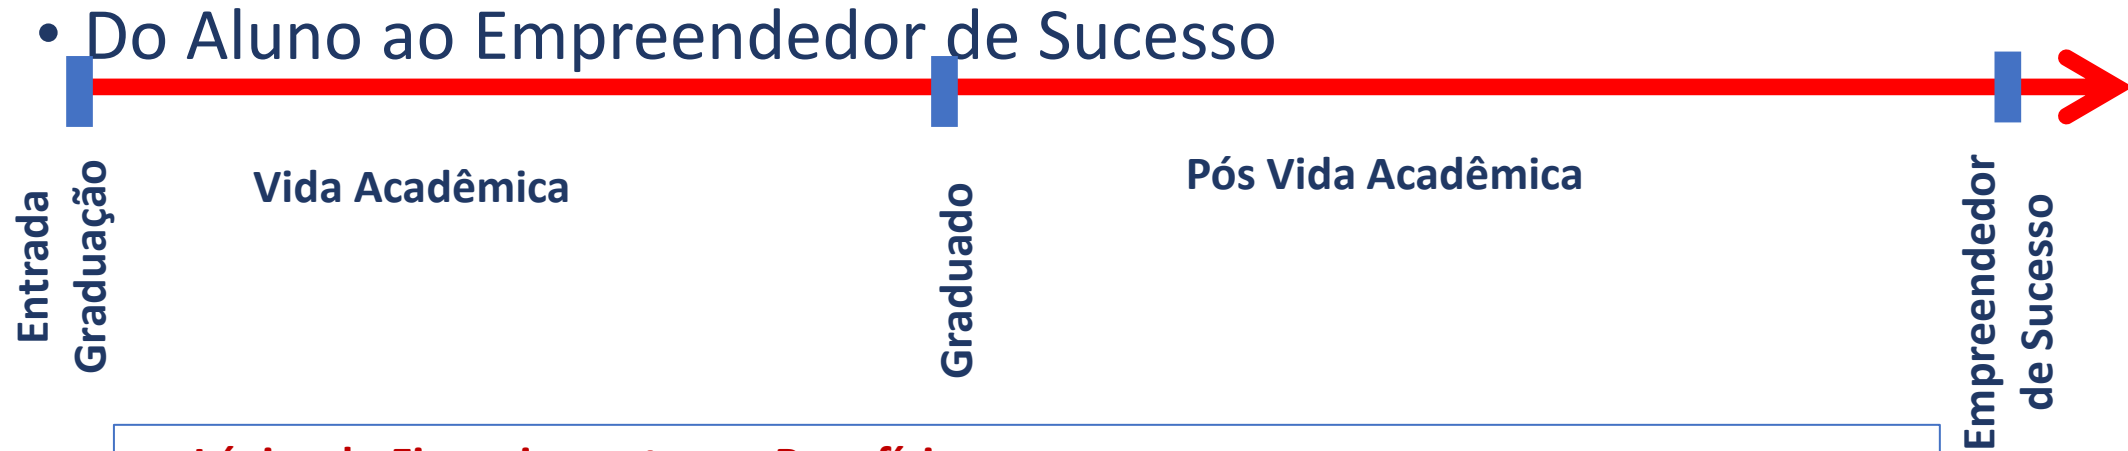 • Do Aluno ao Empreendedor de Sucesso
Entrada
Graduação
Vida Acadêmica
Graduado
Pós Vida Acadêmica
Empreendedor
de Sucesso